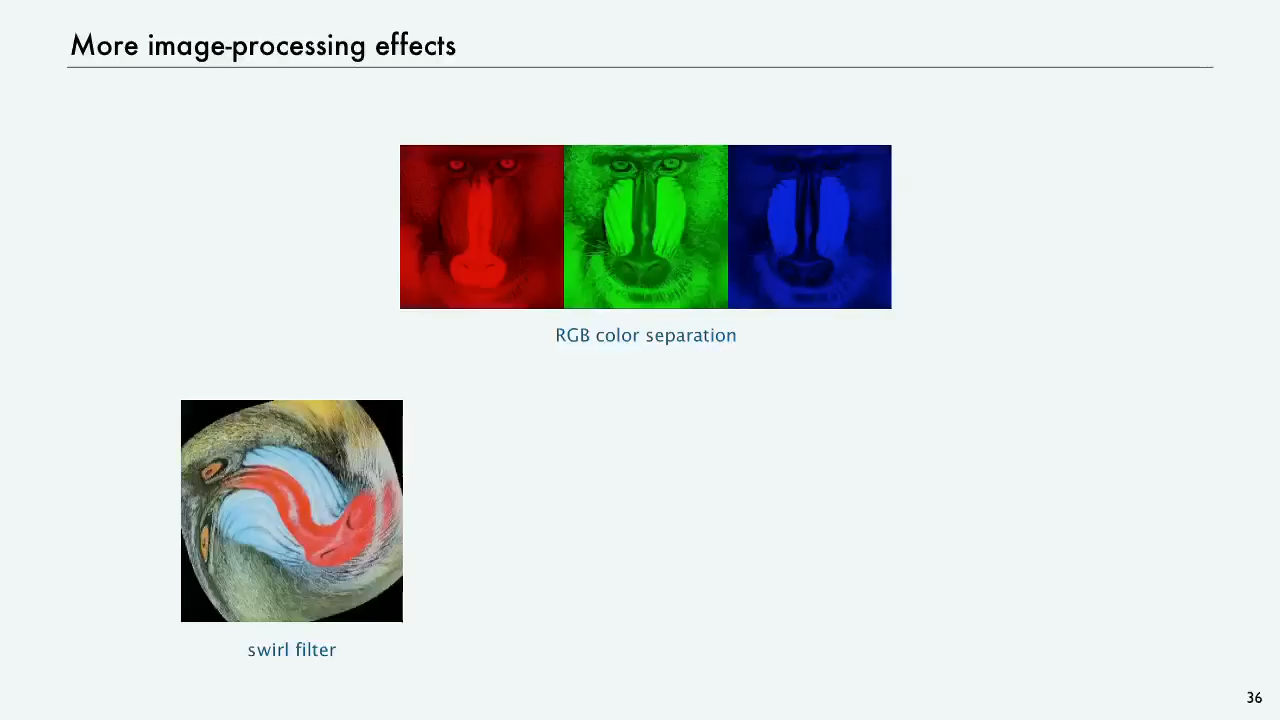 More image-processing effects
RGB color separation
swirl filter
36